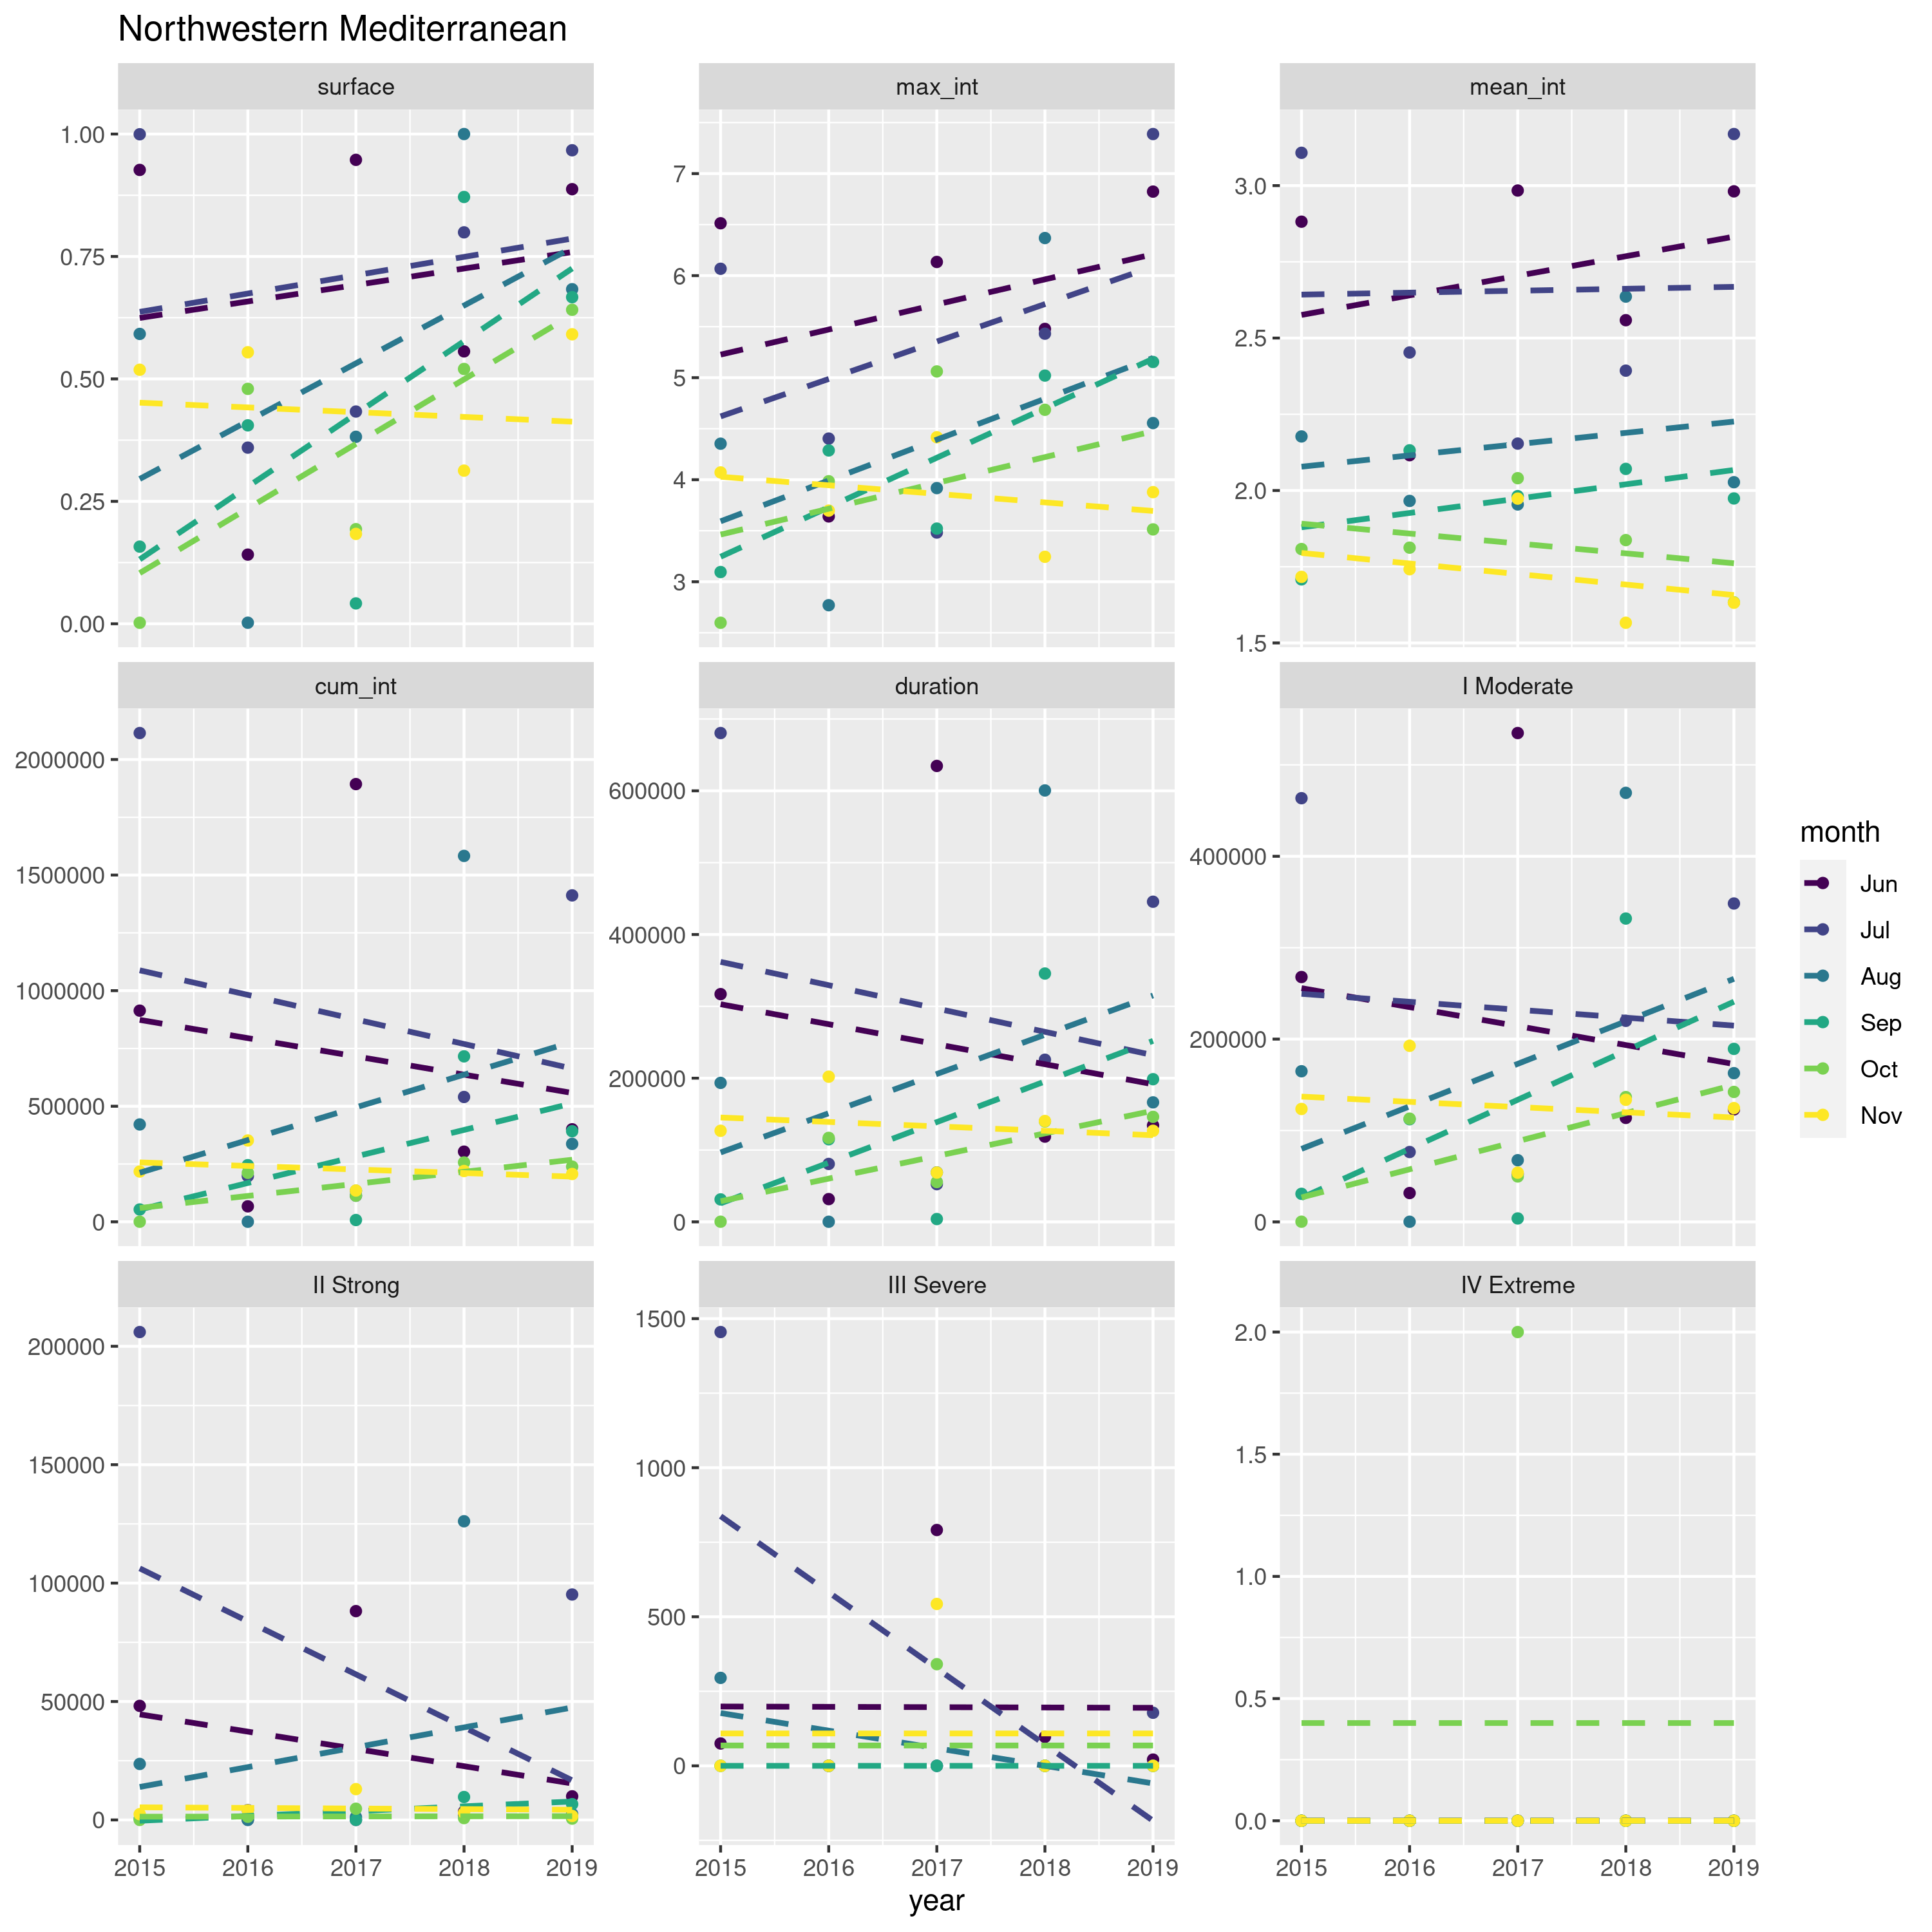 Northwestern Mediterranean
surface
max_int
mean_int
1.00
0.75
0.50
0.25
0.00
7
6
5
4
3
3.0
2.5
2.0
1.5
cum_int
duration
I Moderate
2000000
1500000
1000000
500000
0
600000
400000
200000
0
400000
200000
0
month
Jun
Jul
Aug
Sep
Oct
Nov
II Strong
III Severe
IV Extreme
200000
150000
100000
50000
0
1500
1000
500
0
2.0
1.5
1.0
0.5
0.0
2015 2016 2017 2018 2019
2015 2016 2017 2018 2019
2015 2016 2017 2018 2019
year